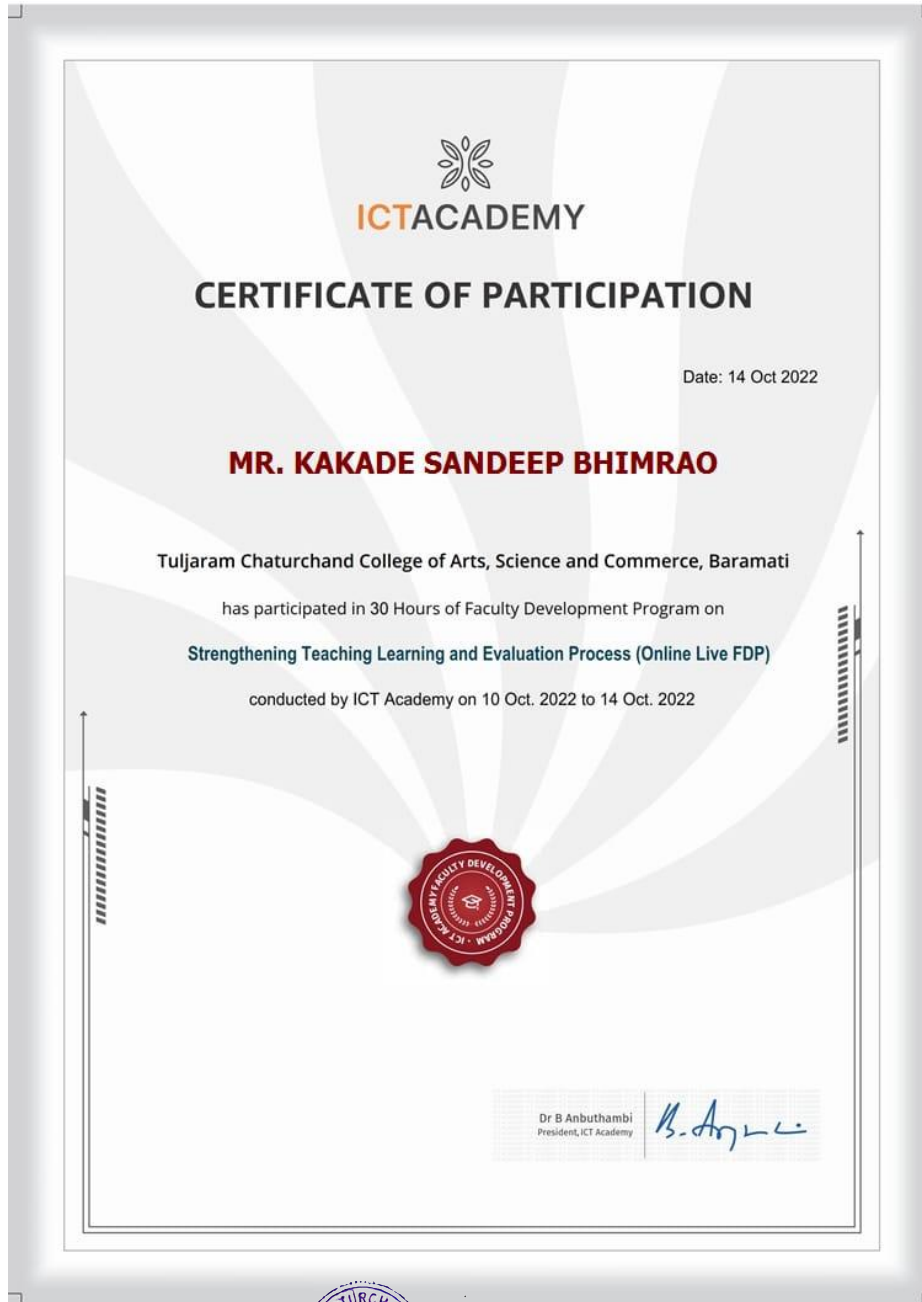 ICTACADEMY
CERTIFICATE OF PARTICIPATION
Date: 14 Oct 2022
MR. KAKADE SANDEEP BHIMRAO
Tuljaram Chaturchand College of Arts, Science and Commerce, Baramati
has participated in 30 Hours of Faculty Development Program on
Strengthening Teaching Learning and Evaluation Process (Online Live FDP)
conducted by ICT Academy on 10 Oct. 2022 to 14 Oct. 2022
ICT ACADEMY FACULTY DEVELOPMENT PROGRAM
Dr B Anbuthambi
President, ICT Academy